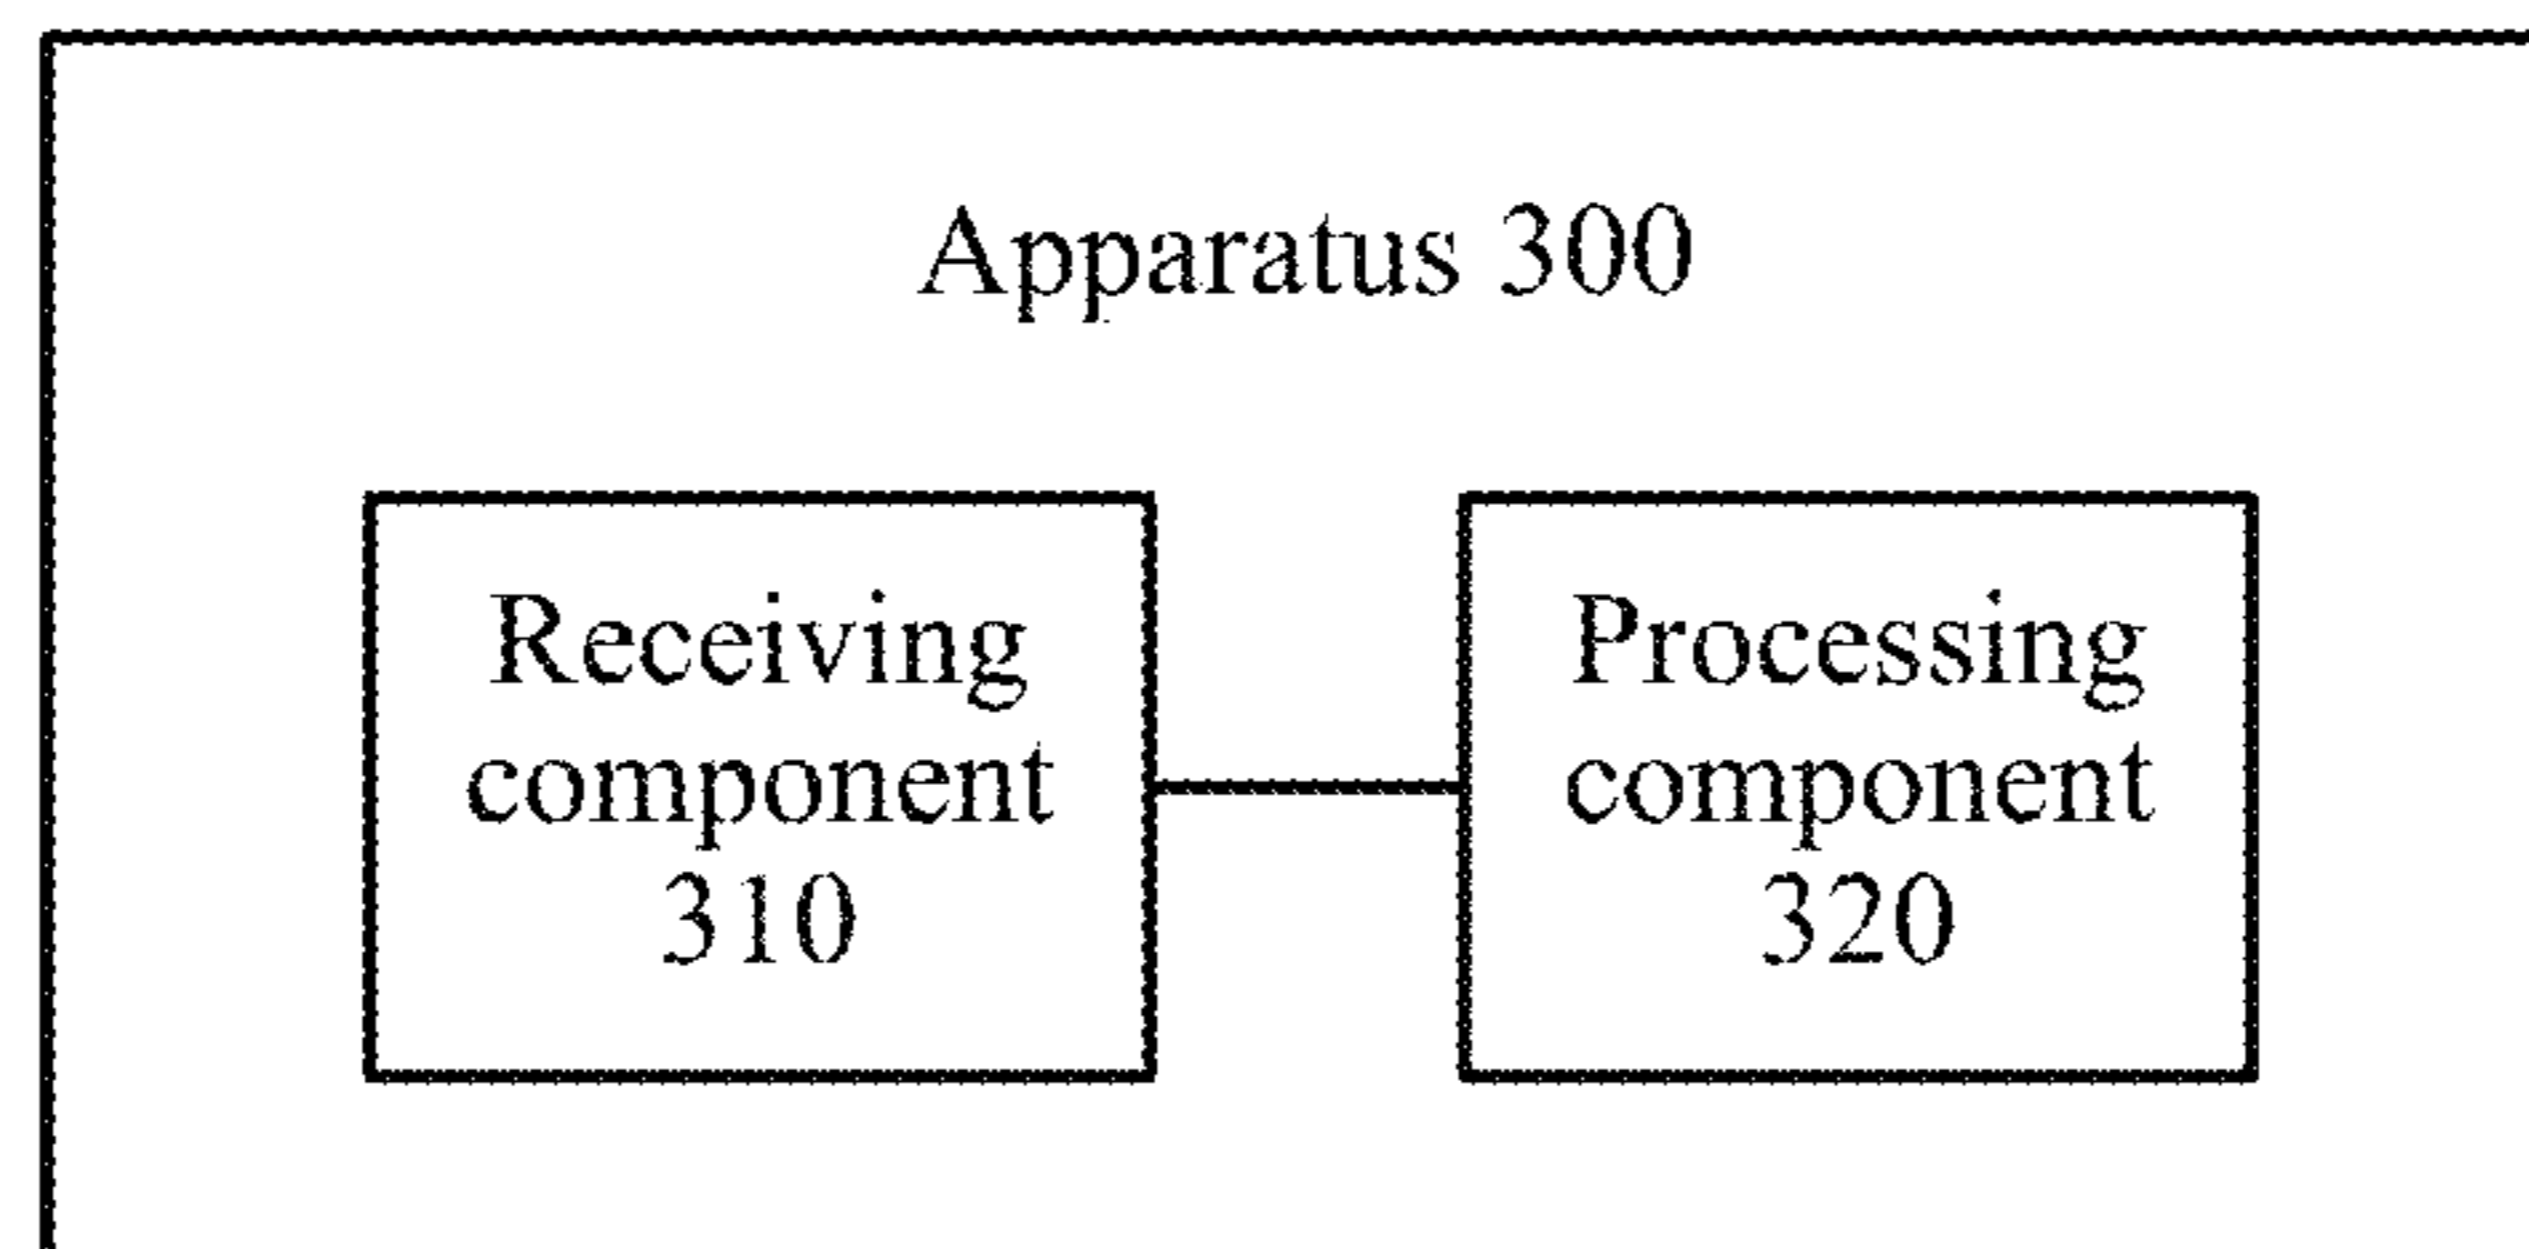 Apparatus 300
Receiving
component
310
Processing
component
320